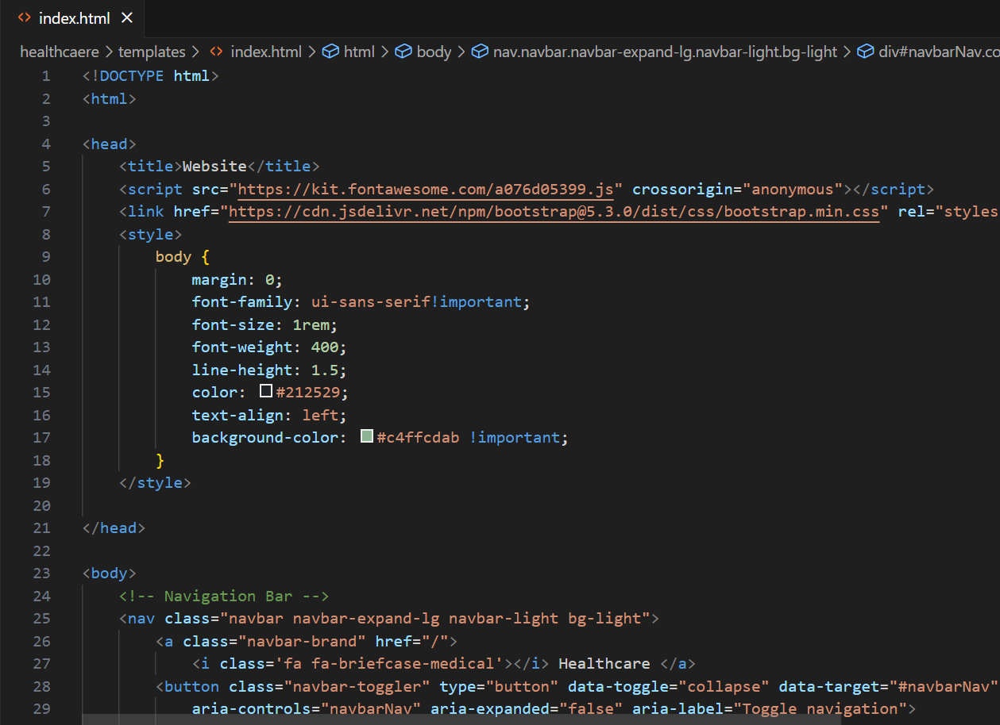 index.html
healthcaere > templates > index.html > html > body > nav.navbar.navbar-expand-lg.navbar-light.bg-light > div#navbarNav.co
1 <!DOCTYPE html>
2 <html>
3
4 <head>
5 <title>Website</title>
6 <script src="https://kit.fontawesome.com/a076d05399.js" crossorigin="anonymous"></script>
7 <link href="https://cdn.jsdelivr.net/npm/bootstrap@5.3.0/dist/css/bootstrap.min.css" rel="styles
8 <style>
9 body {
10 margin: 0;
11 font-family: ui-sans-serif!important;
12 font-size: 1rem;
13 font-weight: 400;
14 line-height: 1.5;
15 color: #212529;
16 text-align: left;
17 background-color: #c4ffcdab !important;
18 }
19 </style>
20
21 </head>
22
23 <body>
24 <!-- Navigation Bar -->
25 <nav class="navbar navbar-expand-lg navbar-light bg-light">
26 <a class="navbar-brand" href="/">
27 <i class='fa fa-briefcase-medical'></i> Healthcare </a>
28 <button class="navbar-toggler" type="button" data-toggle="collapse" data-target="#navbarNav"
29 aria-controls="navbarNav" aria-expanded="false" aria-label="Toggle navigation">